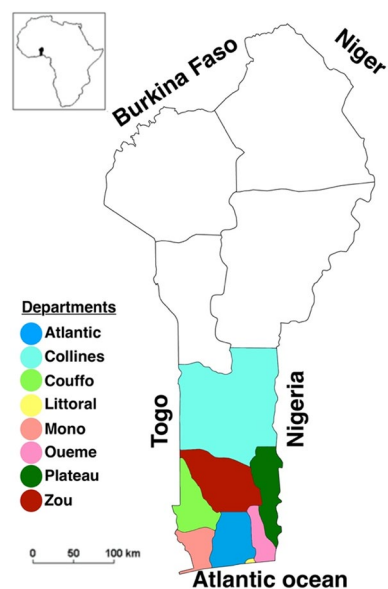 Burkina Faso
Niger
Departments
Atlantic
Collines
Couffo
Littoral
Mono
Oueme
Plateau
Zou
Togo
Nigeria
0 50 100 km
Atlantic ocean